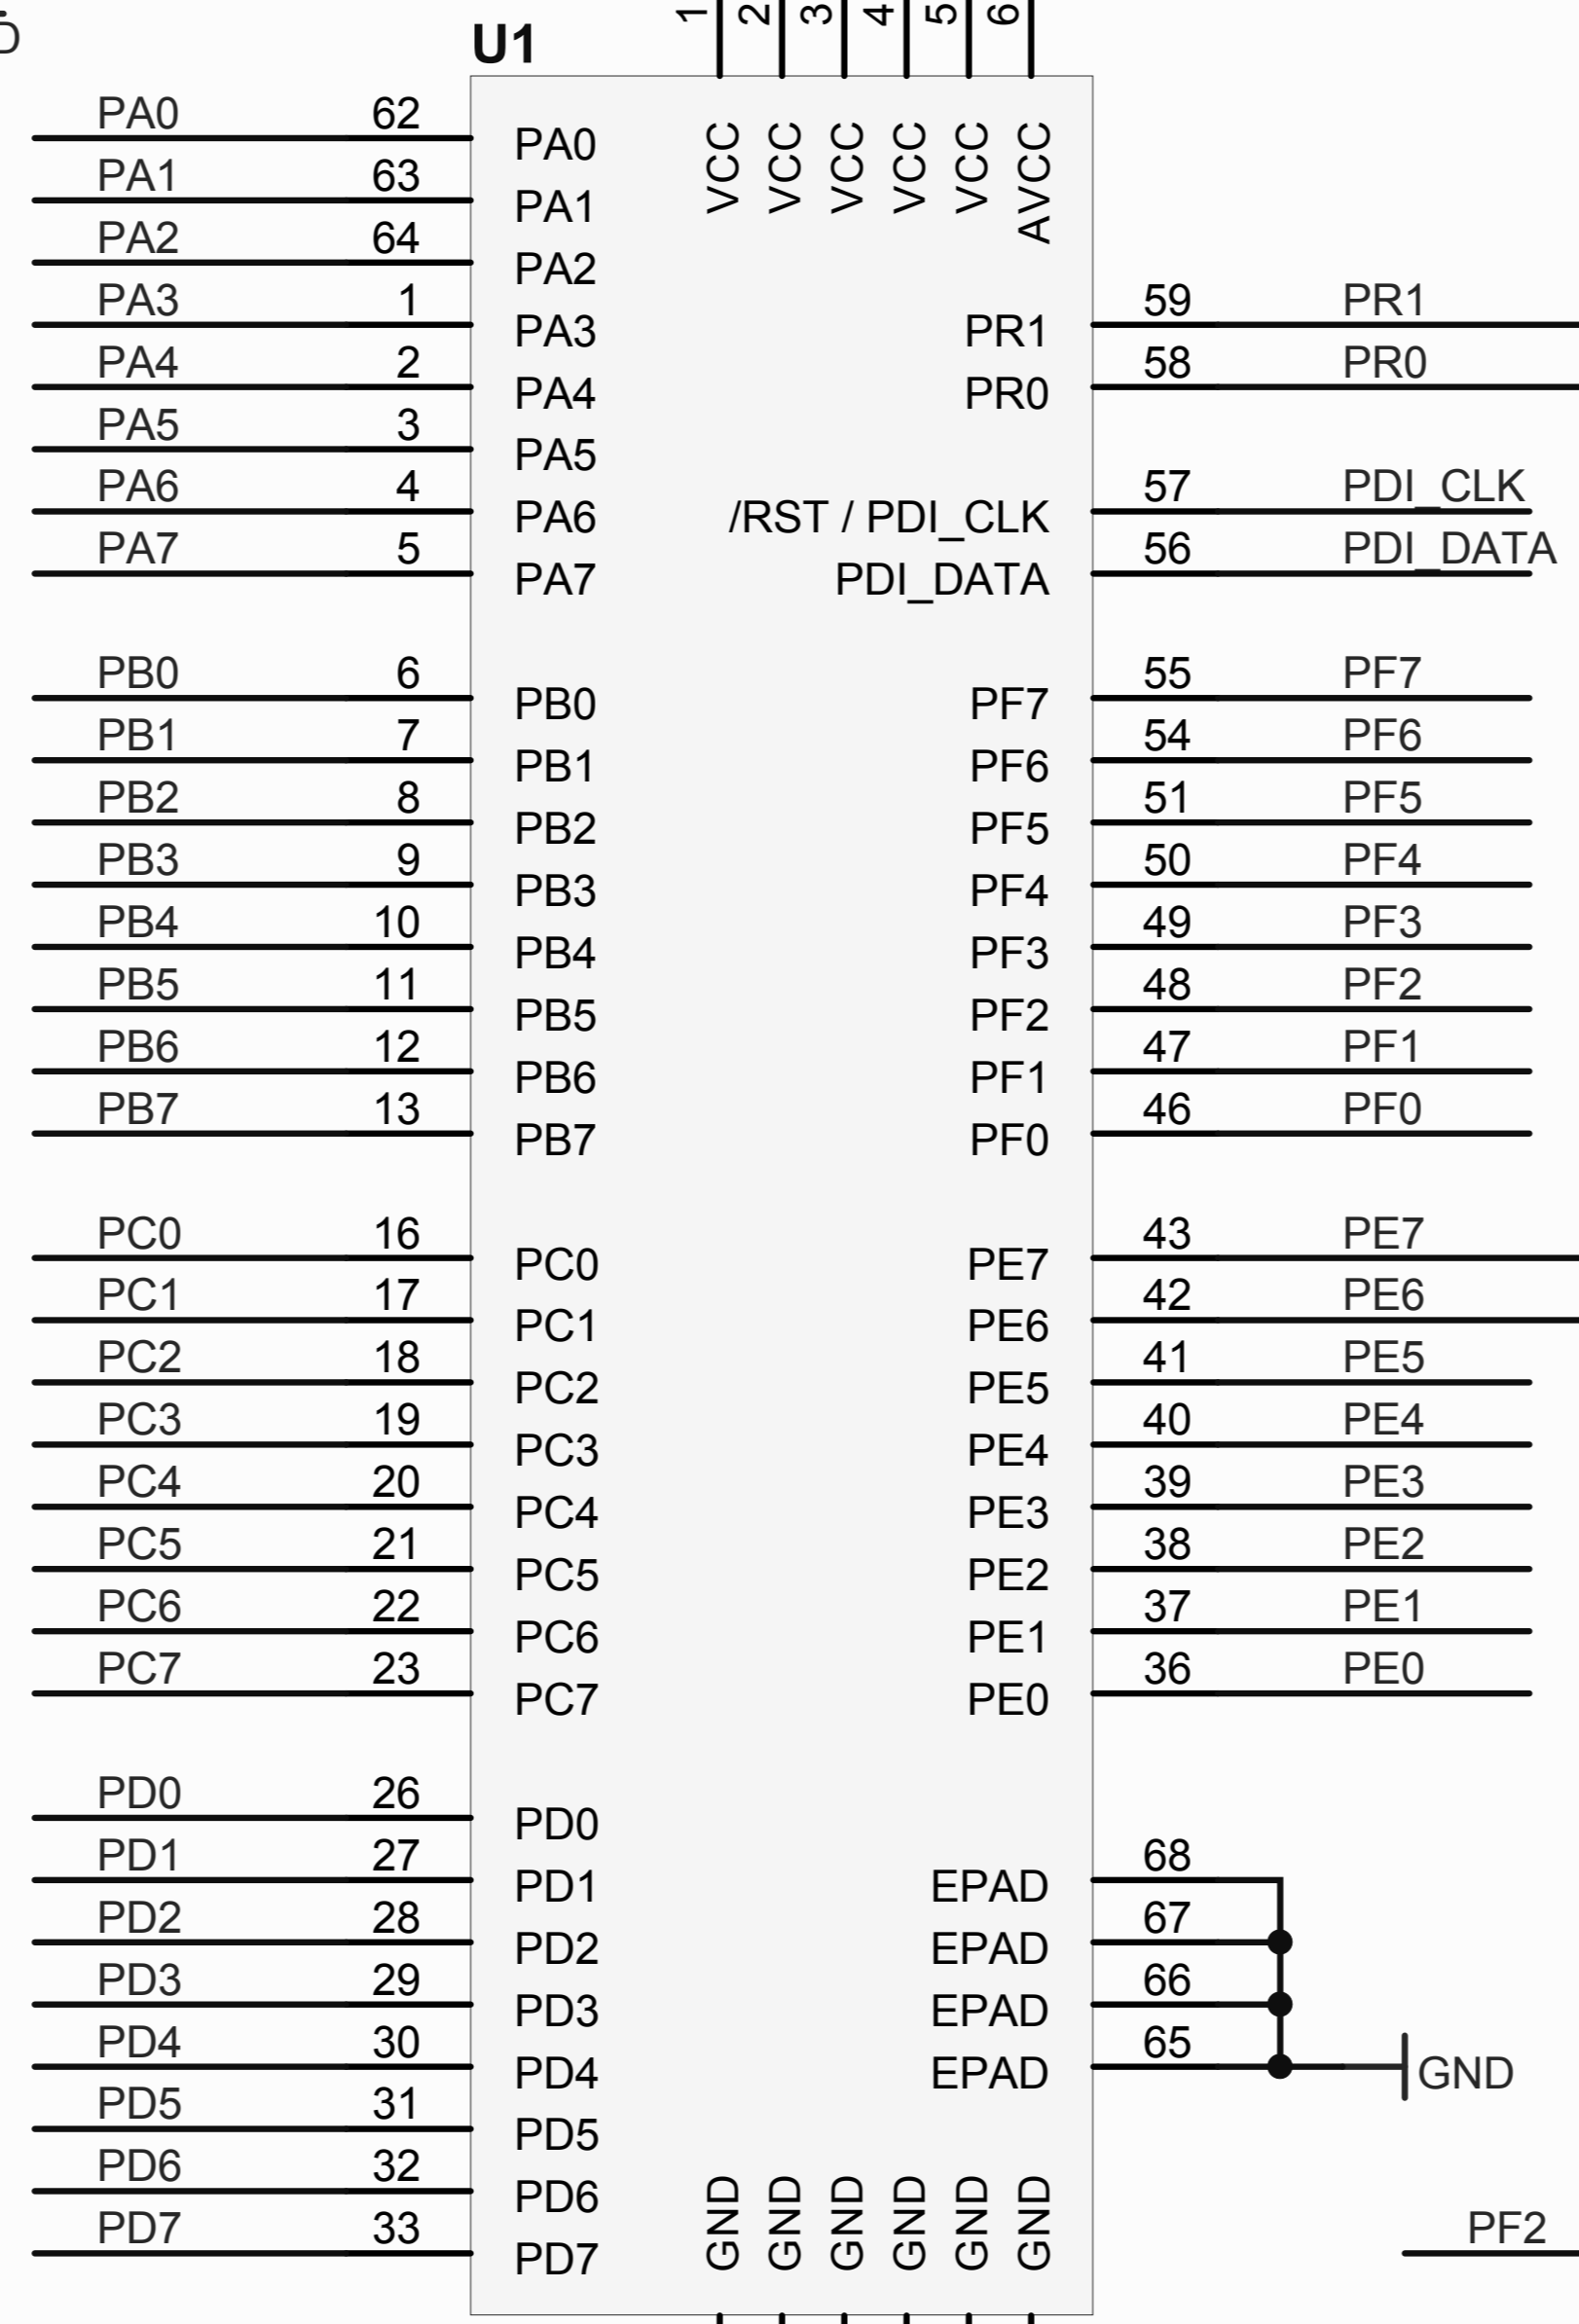 U1
1 2 3 4 5 6
VCC VCC VCC VCC VCC AVCC
PA0 62 PA0
PA1 63 PA1
PA2 64 PA2
PA3 1 PA3 PR1 59 PR1
PA4 2 PA4 PR0 58 PR0
PA5 3 PA5
PA6 4 PA6 /RST / PDI_CLK 57 PDI_CLK
PA7 5 PA7 PDI_DATA 56 PDI_DATA
PB0 6 PB0 PF7 55 PF7
PB1 7 PB1 PF6 54 PF6
PB2 8 PB2 PF5 51 PF5
PB3 9 PB3 PF4 50 PF4
PB4 10 PB4 PF3 49 PF3
PB5 11 PB5 PF2 48 PF2
PB6 12 PB6 PF1 47 PF1
PB7 13 PB7 PF0 46 PF0
PC0 16 PC0 PE7 43 PE7
PC1 17 PC1 PE6 42 PE6
PC2 18 PC2 PE5 41 PE5
PC3 19 PC3 PE4 40 PE4
PC4 20 PC4 PE3 39 PE3
PC5 21 PC5 PE2 38 PE2
PC6 22 PC6 PE1 37 PE1
PC7 23 PC7 PE0 36 PE0
PD0 26 PD0
PD1 27 PD1 EPAD 68
PD2 28 PD2 EPAD 67
PD3 29 PD3 EPAD 66
PD4 30 PD4 EPAD 65 GND
PD5 31 PD5
PD6 32 PD6
PD7 33 PD7 PF2
GND GND GND GND GND GND